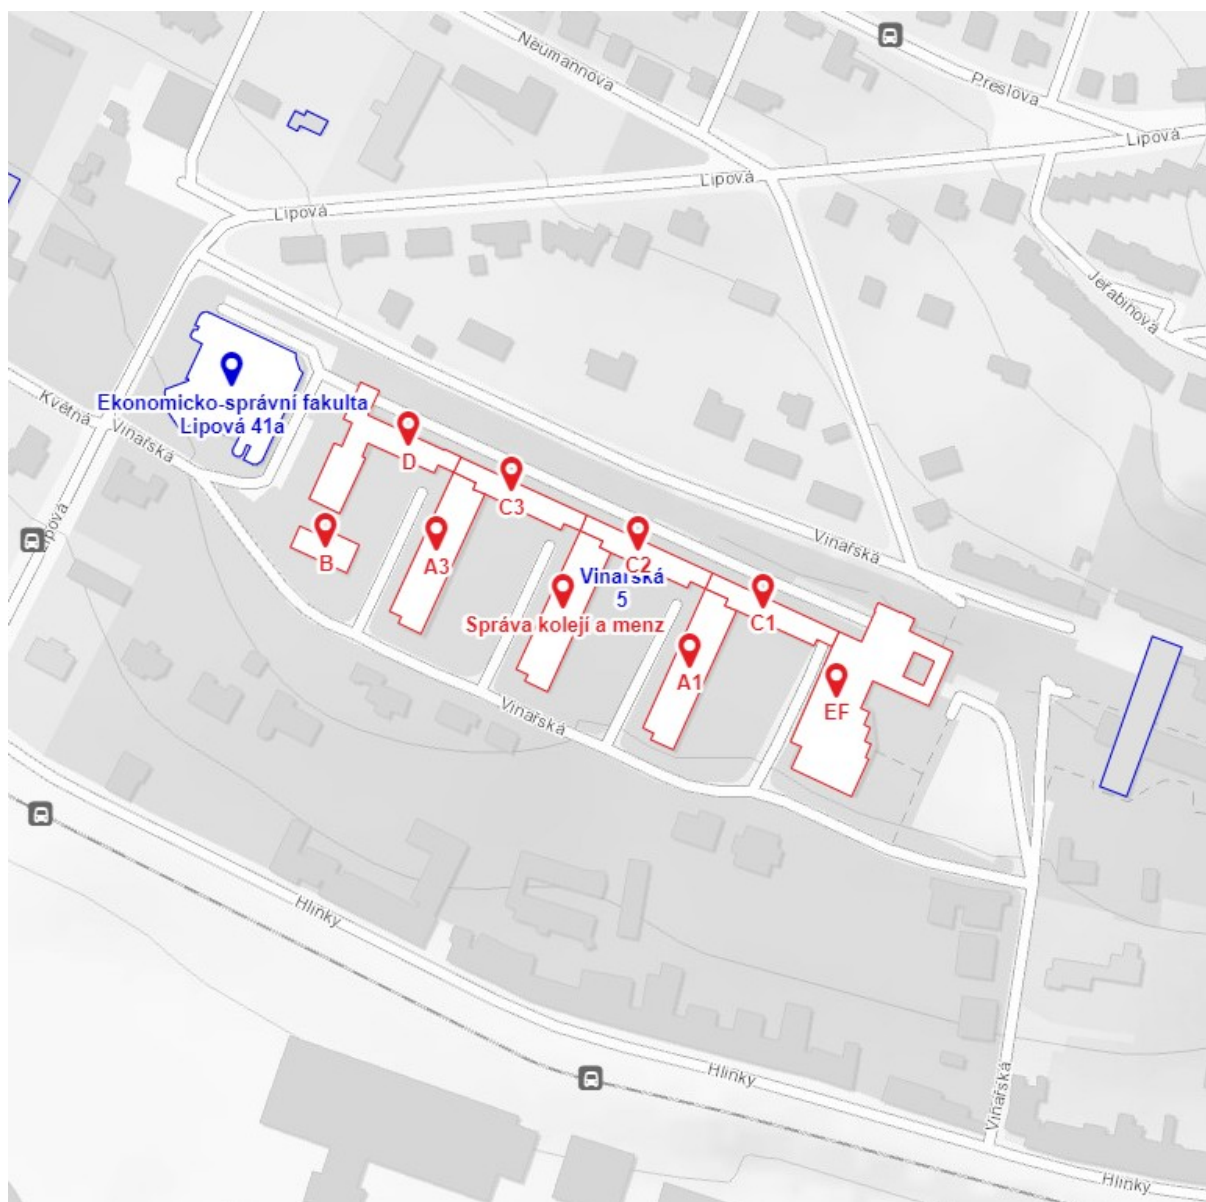 Neumannova
Preslova
Lipová
Lipová
Lipová
Jeřabinová
Květná
Ekonomicko-správní fakulta
Lipová 41a
Vinařská
D
C3
Lipová
B
A3
C2
Vinařská
5
Správa kolejí a menz
C1
Vinařská
A1
EF
Vinařská
Hlinky
Hlinky
Vinařská
Hlinky